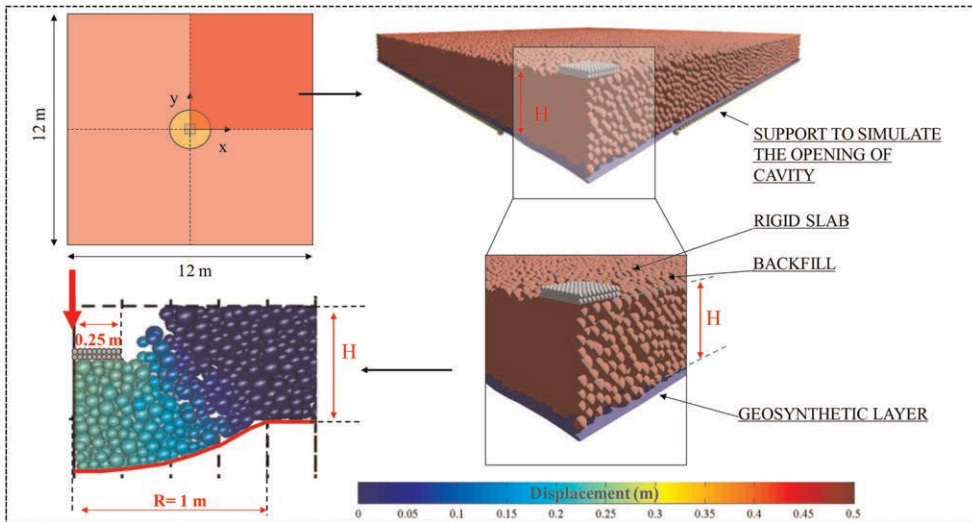 12 m
y
x
12 m
H
SUPPORT TO SIMULATE
THE OPENING OF
CAVITY
RIGID SLAB
BACKFILL
H
GEOSYNTHETIC LAYER
0.25 m
H
R= 1 m
Displacement (m)
0 0.05 0.1 0.15 0.2 0.25 0.3 0.35 0.4 0.45 0.5